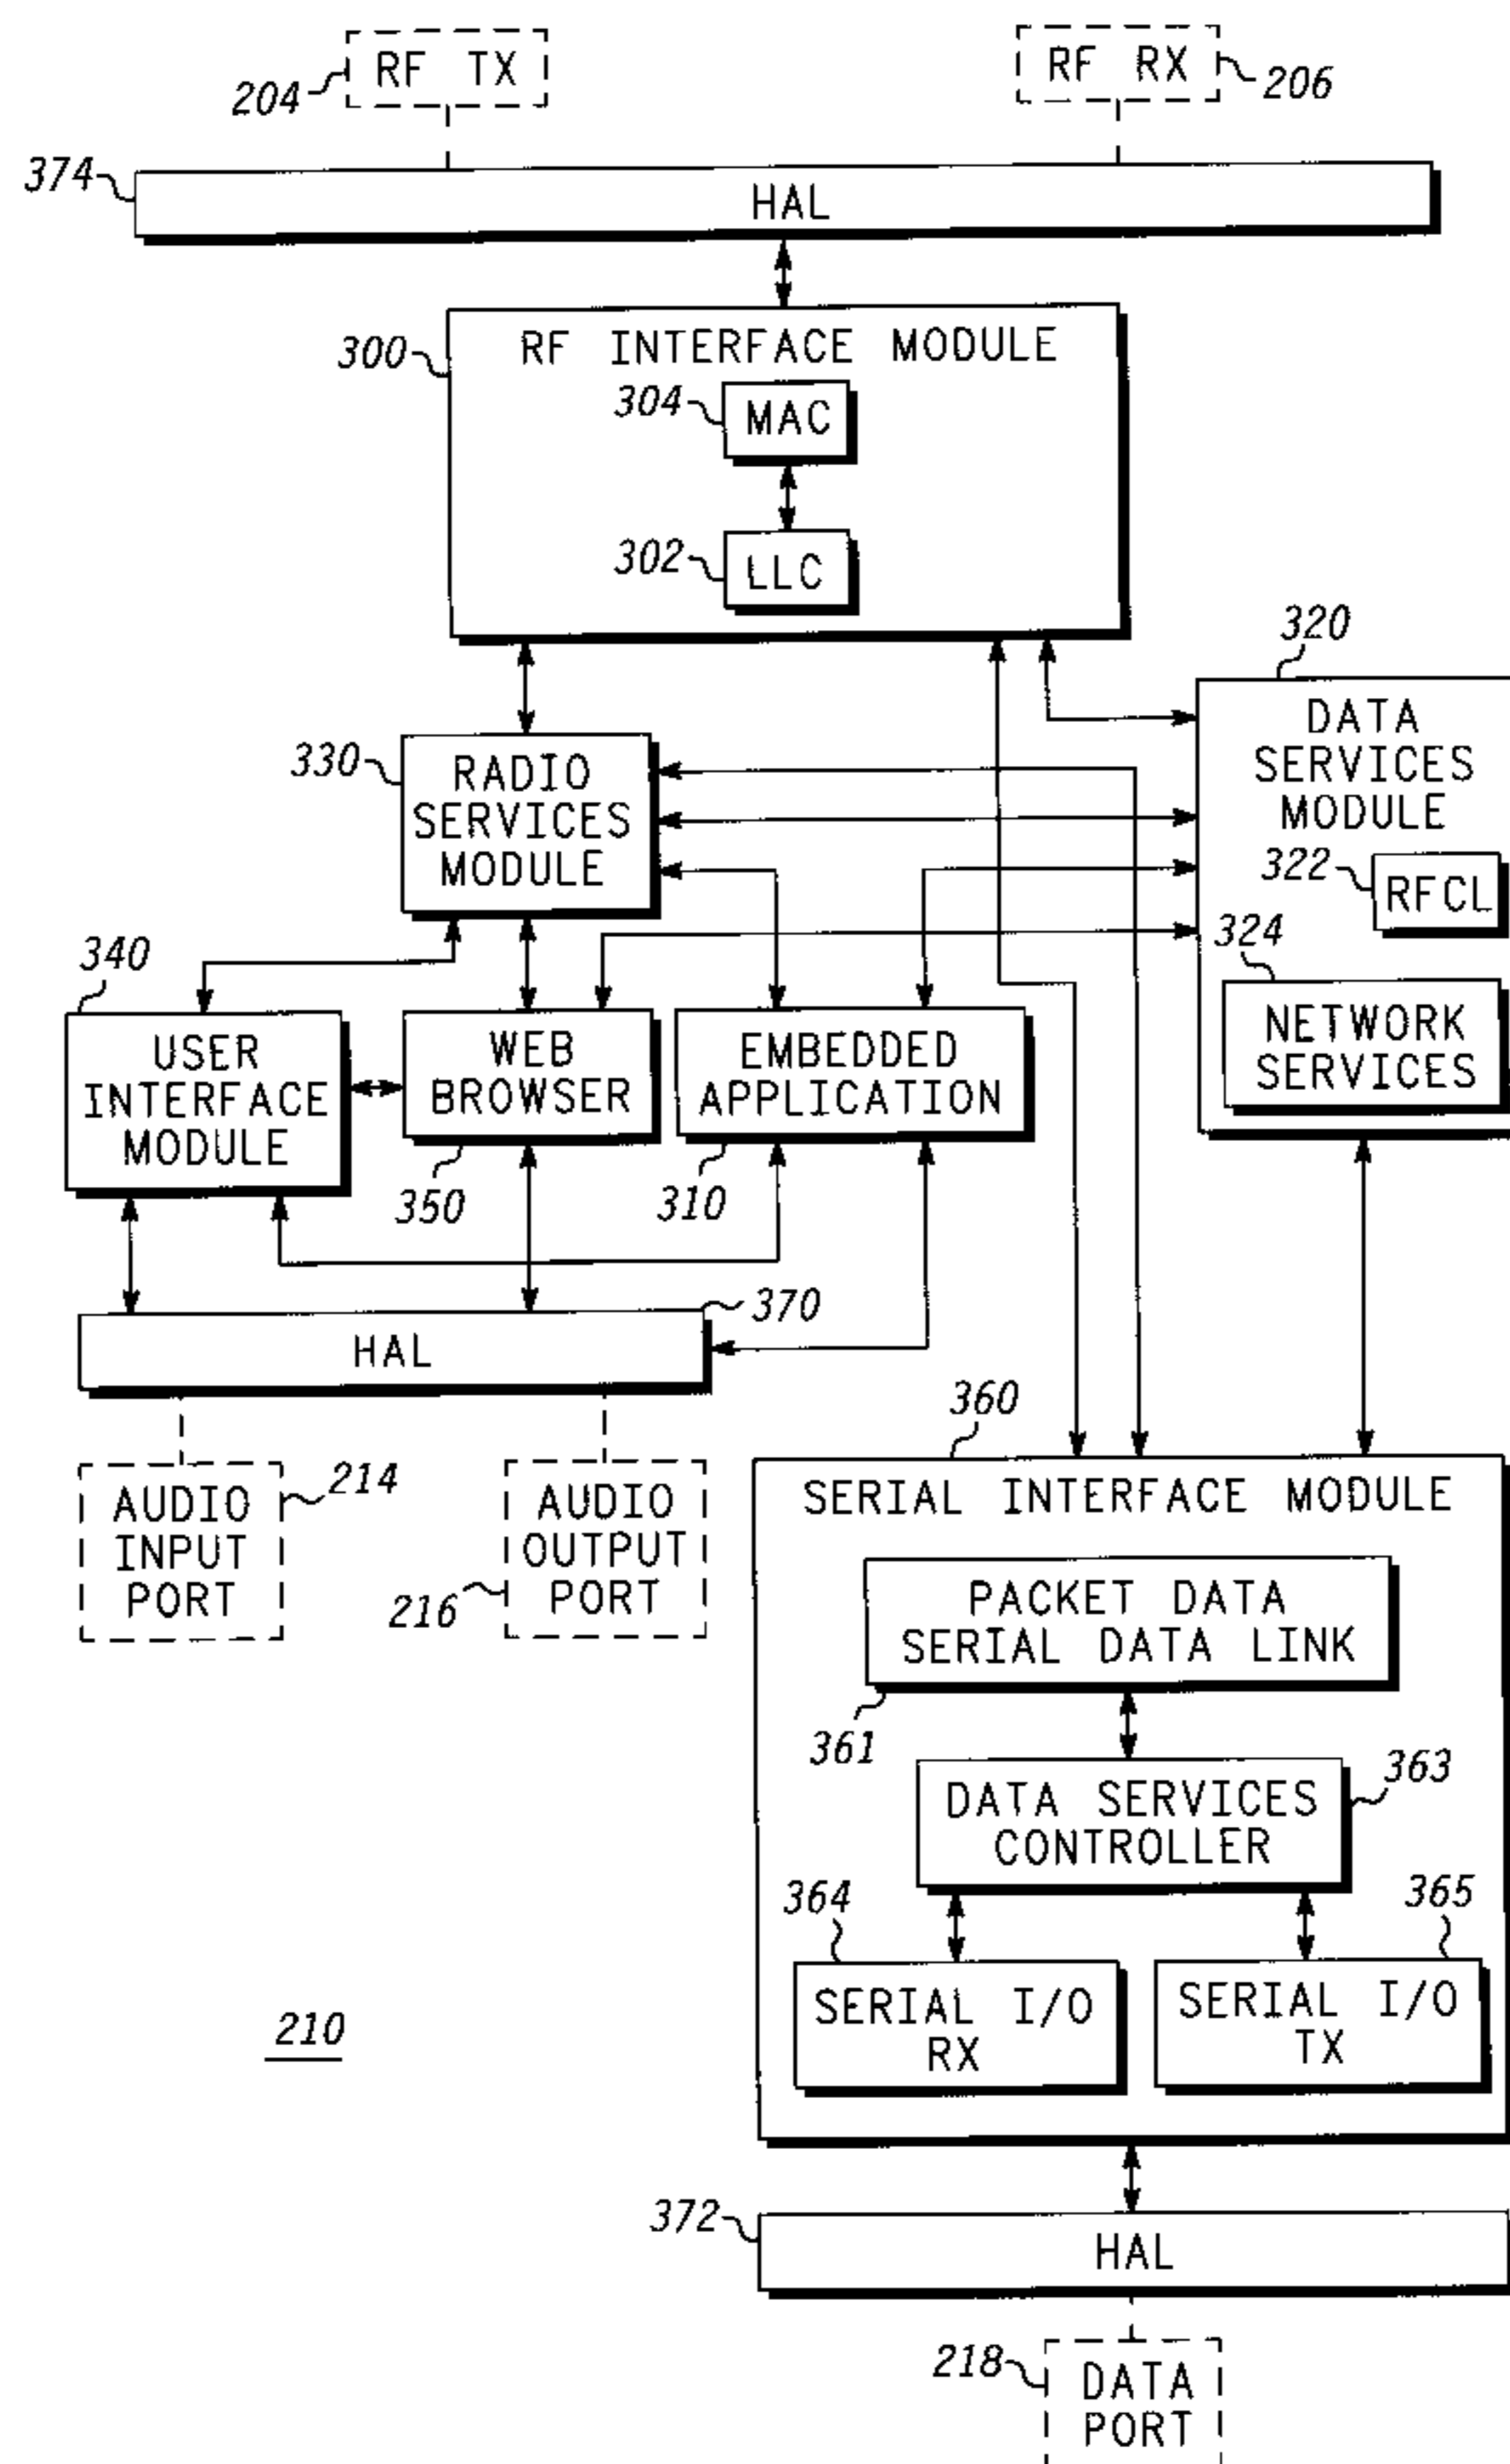 RF TX
204
RF RX
206
374
HAL
300
RF INTERFACE MODULE
304
MAC
302
LLC
320
DATA
SERVICES
MODULE
322
RFCL
324
NETWORK
SERVICES
330
RADIO
SERVICES
MODULE
340
USER
INTERFACE
MODULE
WEB
BROWSER
350
EMBEDDED
APPLICATION
310
370
HAL
AUDIO
INPUT
PORT
214
AUDIO
OUTPUT
PORT
216
360
SERIAL INTERFACE MODULE
PACKET DATA
SERIAL DATA LINK
361
DATA SERVICES
CONTROLLER
363
364
SERIAL I/O
RX
365
SERIAL I/O
TX
210
372
HAL
218
DATA
PORT